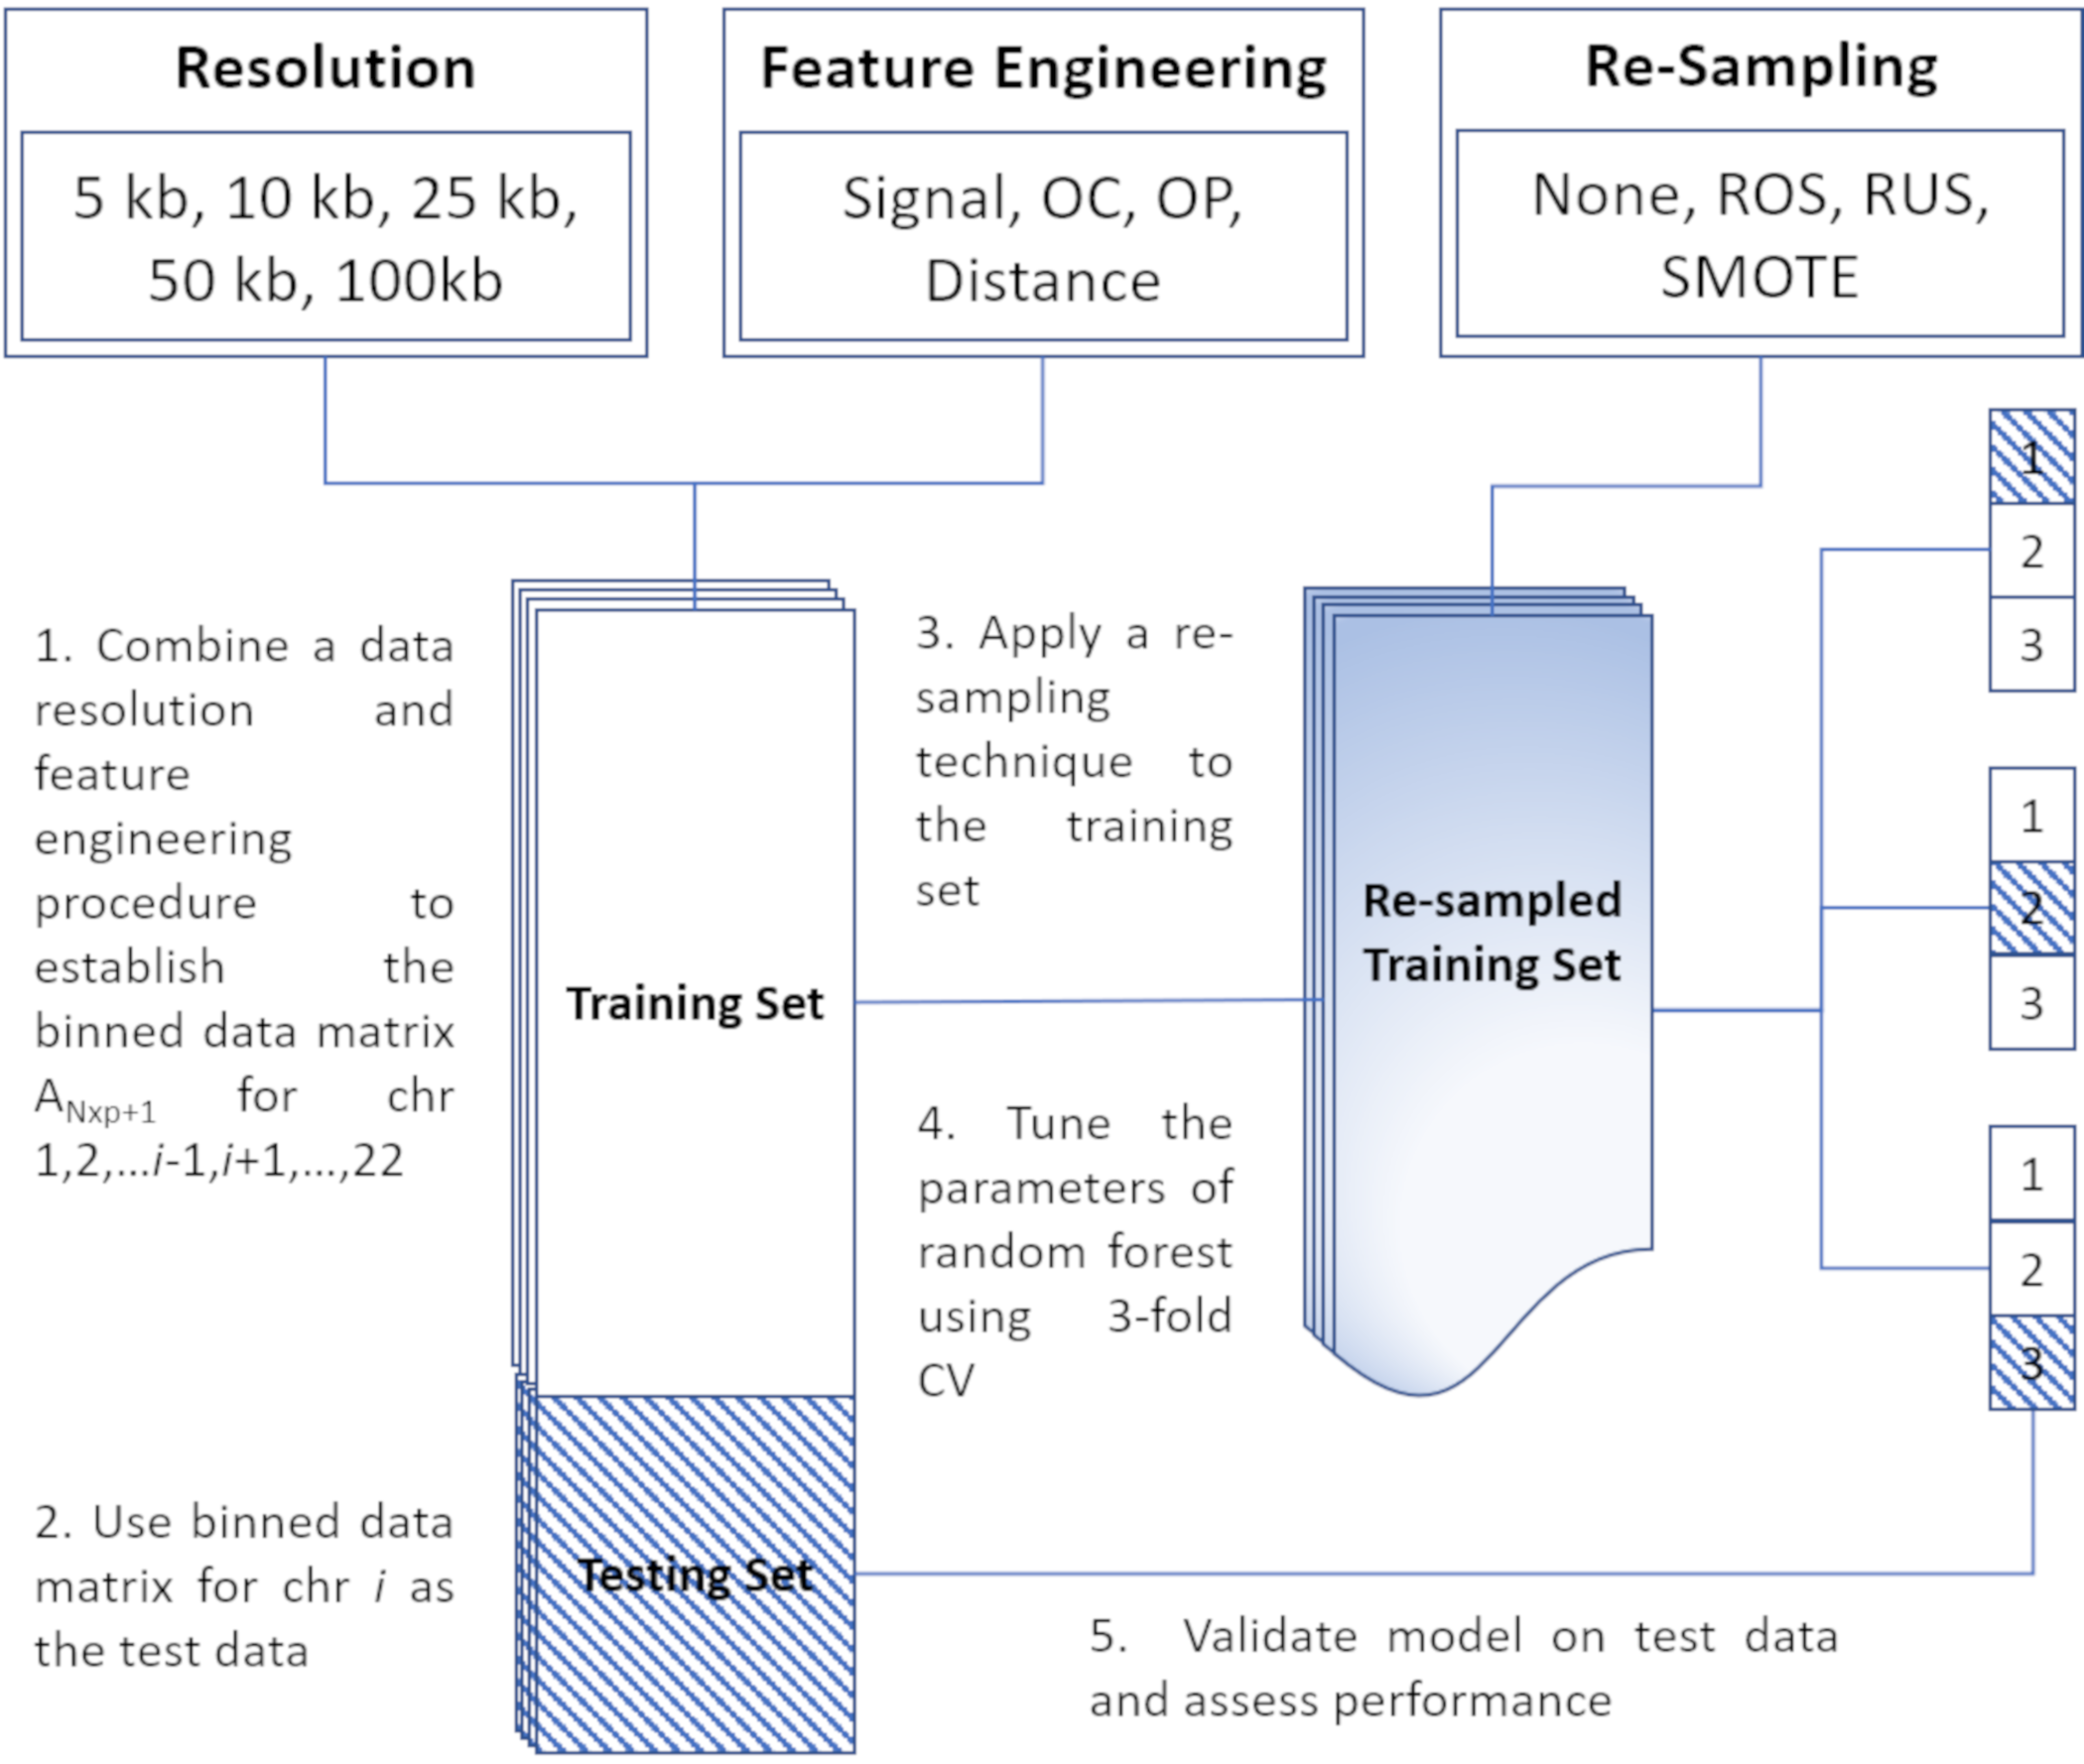 Resolution
5 kb, 10 kb, 25 kb,
50 kb, 100kb
Feature Engineering
Signal, OC, OP,
Distance
Re-Sampling
None, ROS, RUS,
SMOTE
1. Combine a data
resolution and
feature
engineering
procedure to
establish the
binned data matrix
A_Nxp+1 for chr
1,2,...i-1,i+1,...,22
2. Use binned data
matrix for chr i as
the test data
Training Set
Testing Set
3. Apply a re-
sampling
technique to
the training
set
4. Tune the
parameters of
random forest
using 3-fold
CV
Re-sampled
Training Set
1
2
3
1
2
3
1
2
3
5. Validate model on test data
and assess performance